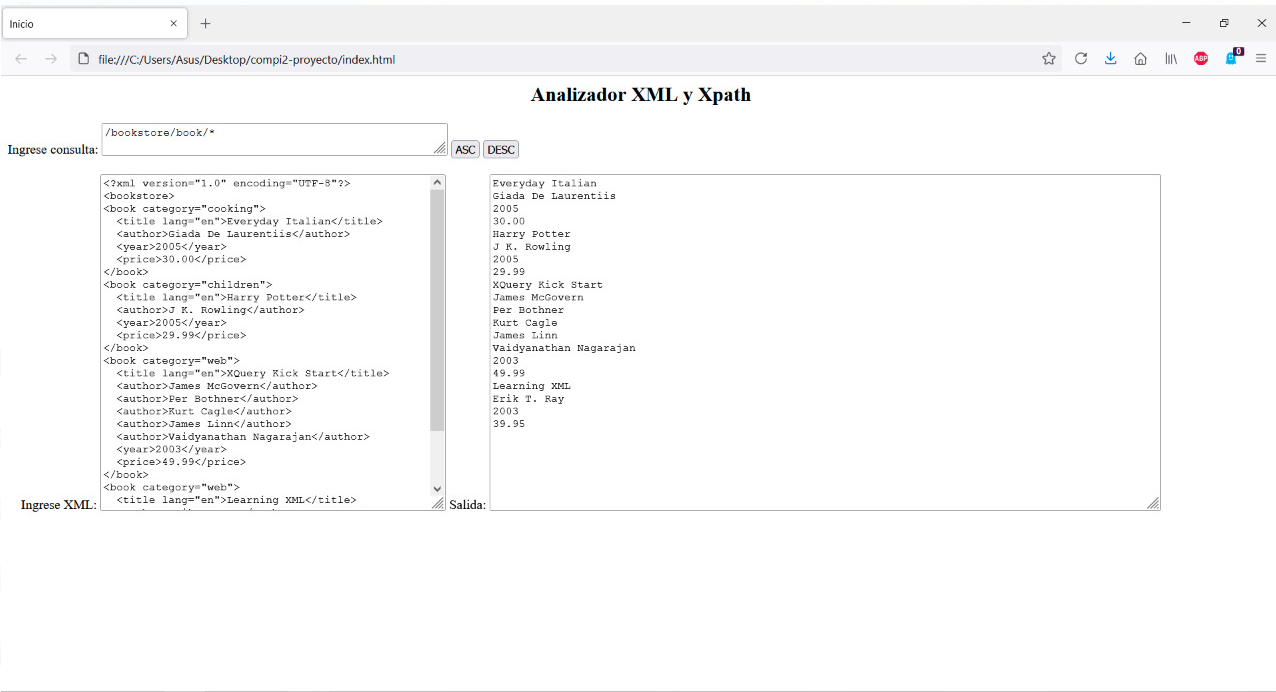 Inicio
file:///C:/Users/Asus/Desktop/compi2-proyecto/index.html
ABP
0
Analizador XML y Xpath
Ingrese consulta:
/bookstore/book/*
ASC
DESC
Ingrese XML:
<?xml version="1.0" encoding="UTF-8"?>
<bookstore>
<book category="cooking">
  <title lang="en">Everyday Italian</title>
  <author>Giada De Laurentiis</author>
  <year>2005</year>
  <price>30.00</price>
</book>
<book category="children">
  <title lang="en">Harry Potter</title>
  <author>J K. Rowling</author>
  <year>2005</year>
  <price>29.99</price>
</book>
<book category="web">
  <title lang="en">XQuery Kick Start</title>
  <author>James McGovern</author>
  <author>Per Bothner</author>
  <author>Kurt Cagle</author>
  <author>James Linn</author>
  <author>Vaidyanathan Nagarajan</author>
  <year>2003</year>
  <price>49.99</price>
</book>
<book category="web">
  <title lang="en">Learning XML</title>
Salida:
Everyday Italian
Giada De Laurentiis
2005
30.00
Harry Potter
J K. Rowling
2005
29.99
XQuery Kick Start
James McGovern
Per Bothner
Kurt Cagle
James Linn
Vaidyanathan Nagarajan
2003
49.99
Learning XML
Erik T. Ray
2003
39.95